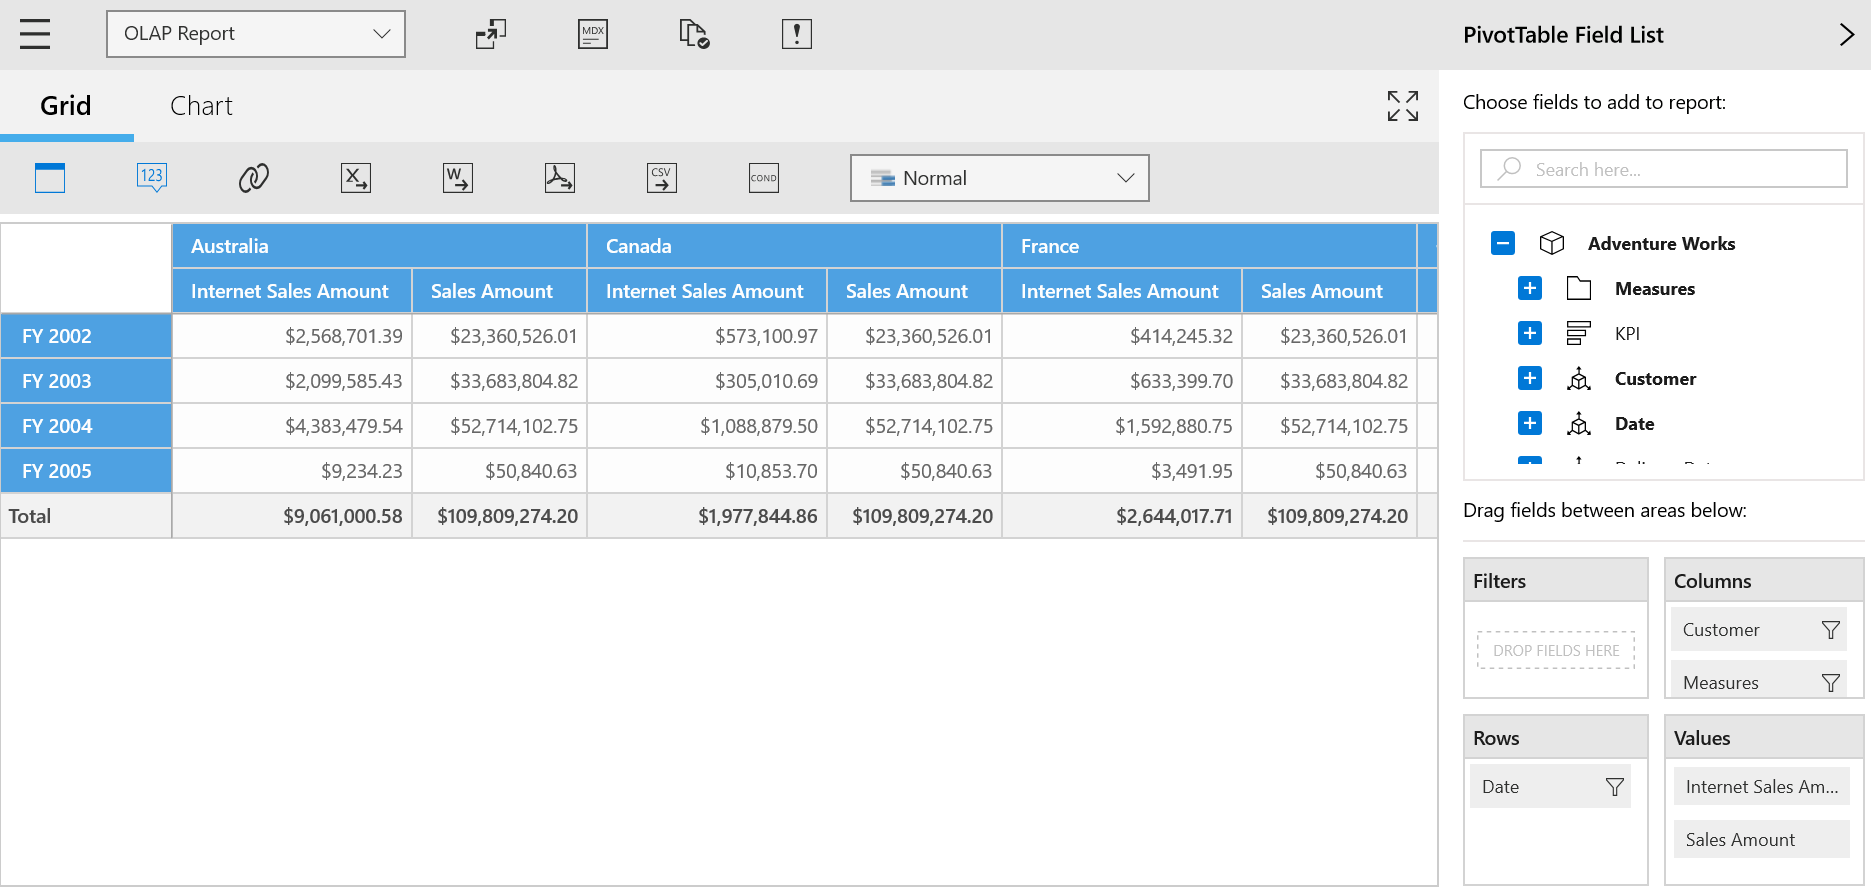 OLAP Report
MDX
PivotTable Field List
Grid
Chart
Choose fields to add to report:
123
X
W
CSV
COND
Normal
Search here...
Adventure Works
Measures
KPI
Customer
Date
Australia
Canada
France
Internet Sales Amount
Sales Amount
Internet Sales Amount
Sales Amount
Internet Sales Amount
Sales Amount
FY 2002 $2,568,701.39 $23,360,526.01 $573,100.97 $23,360,526.01 $414,245.32 $23,360,526.01
FY 2003 $2,099,585.43 $33,683,804.82 $305,010.69 $33,683,804.82 $633,399.70 $33,683,804.82
FY 2004 $4,383,479.54 $52,714,102.75 $1,088,879.50 $52,714,102.75 $1,592,880.75 $52,714,102.75
FY 2005 $9,234.23 $50,840.63 $10,853.70 $50,840.63 $3,491.95 $50,840.63
Total $9,061,000.58 $109,809,274.20 $1,977,844.86 $109,809,274.20 $2,644,017.71 $109,809,274.20
Drag fields between areas below:
Filters
DROP FIELDS HERE
Columns
Customer
Measures
Rows
Date
Values
Internet Sales Am...
Sales Amount